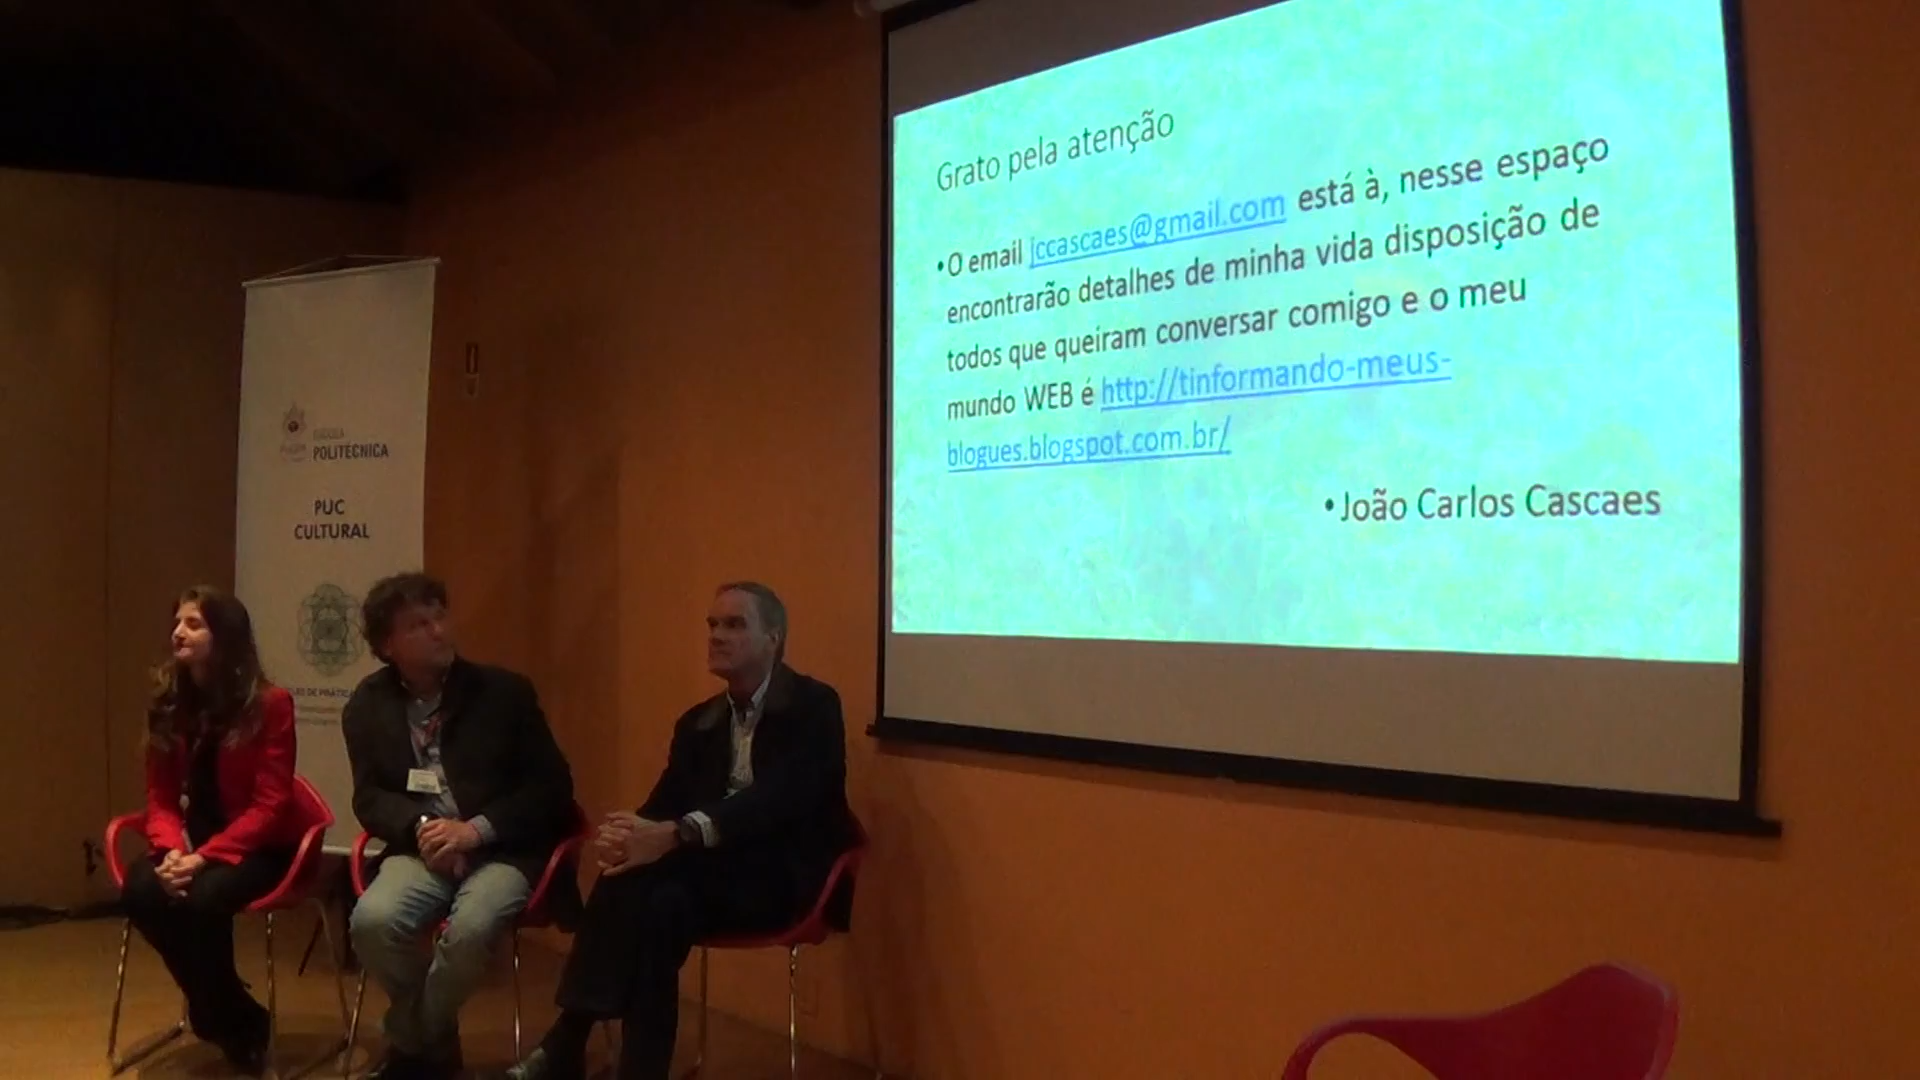 Grato pela atenção
•O email jccascaes@gmail.com está à, nesse espaço
encontrarão detalhes de minha vida disposição de
todos que queiram conversar comigo e o meu
mundo WEB é http://tinformando-meus-
blogues.blogspot.com.br/
•João Carlos Cascaes
ESCOLA
POLITÉCNICA
PUC
CULTURAL